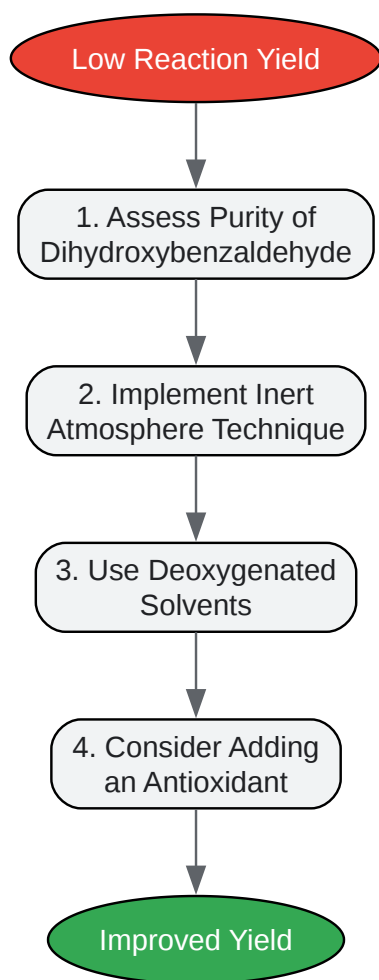 Low Reaction Yield
1. Assess Purity of
Dihydroxybenzaldehyde
2. Implement Inert
Atmosphere Technique
3. Use Deoxygenated
Solvents
4. Consider Adding
an Antioxidant
Improved Yield